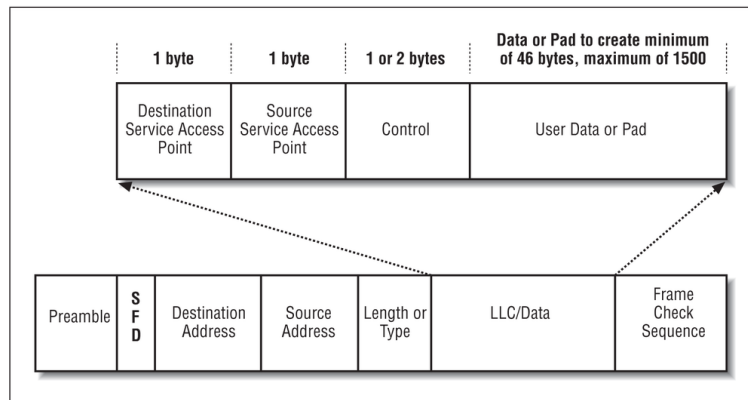 1 byte
1 byte
1 or 2 bytes
Data or Pad to create minimum
of 46 bytes, maximum of 1500
Destination
Service Access
Point
Source
Service Access
Point
Control
User Data or Pad
Preamble
S
F
D
Destination
Address
Source
Address
Length or
Type
LLC/Data
Frame
Check
Sequence